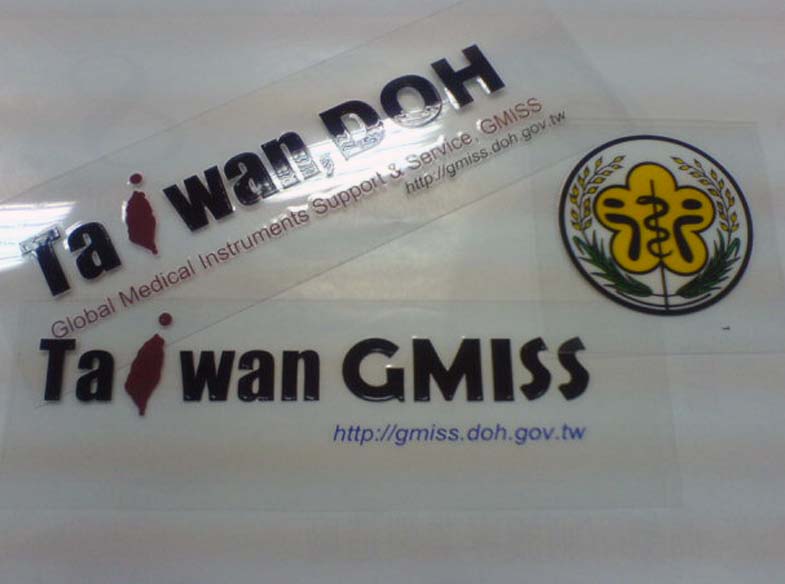 Taiwan DOH
Global Medical Instruments Support & Service, GMISS
http://gmiss.doh.gov.tw
Taiwan GMISS
http://gmiss.doh.gov.tw